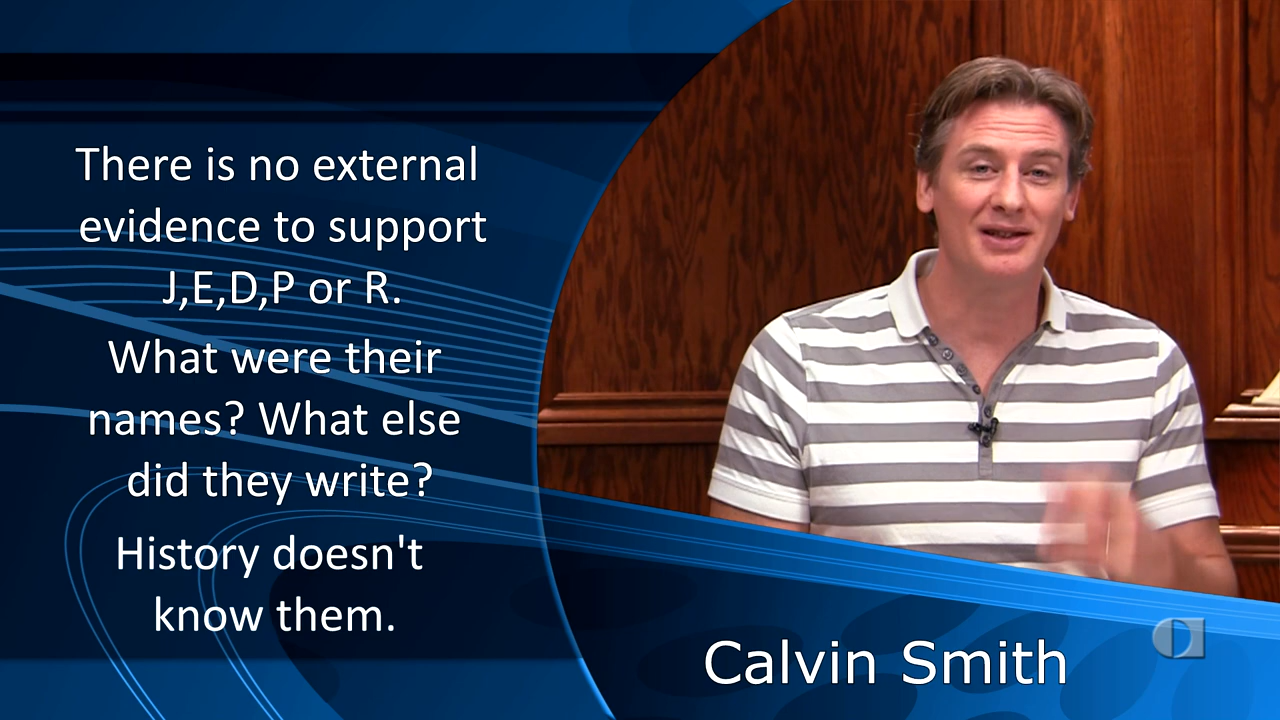 There is no external
evidence to support
J,E,D,P or R.
What were their
names? What else
did they write?
History doesn't
know them.
Calvin Smith